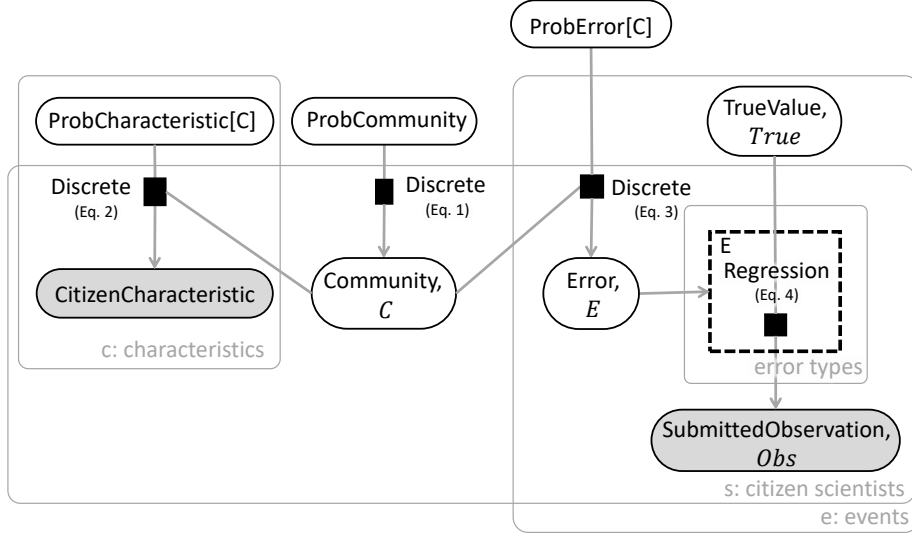 ProbError[C]
ProbCharacteristic[C]
ProbCommunity
TrueValue,
True
Discrete
(Eq. 2)
Discrete
(Eq. 1)
Discrete
(Eq. 3)
E
Regression
(Eq. 4)
CitizenCharacteristic
Community,
C
Error,
E
c: characteristics
error types
SubmittedObservation,
Obs
s: citizen scientists
e: events